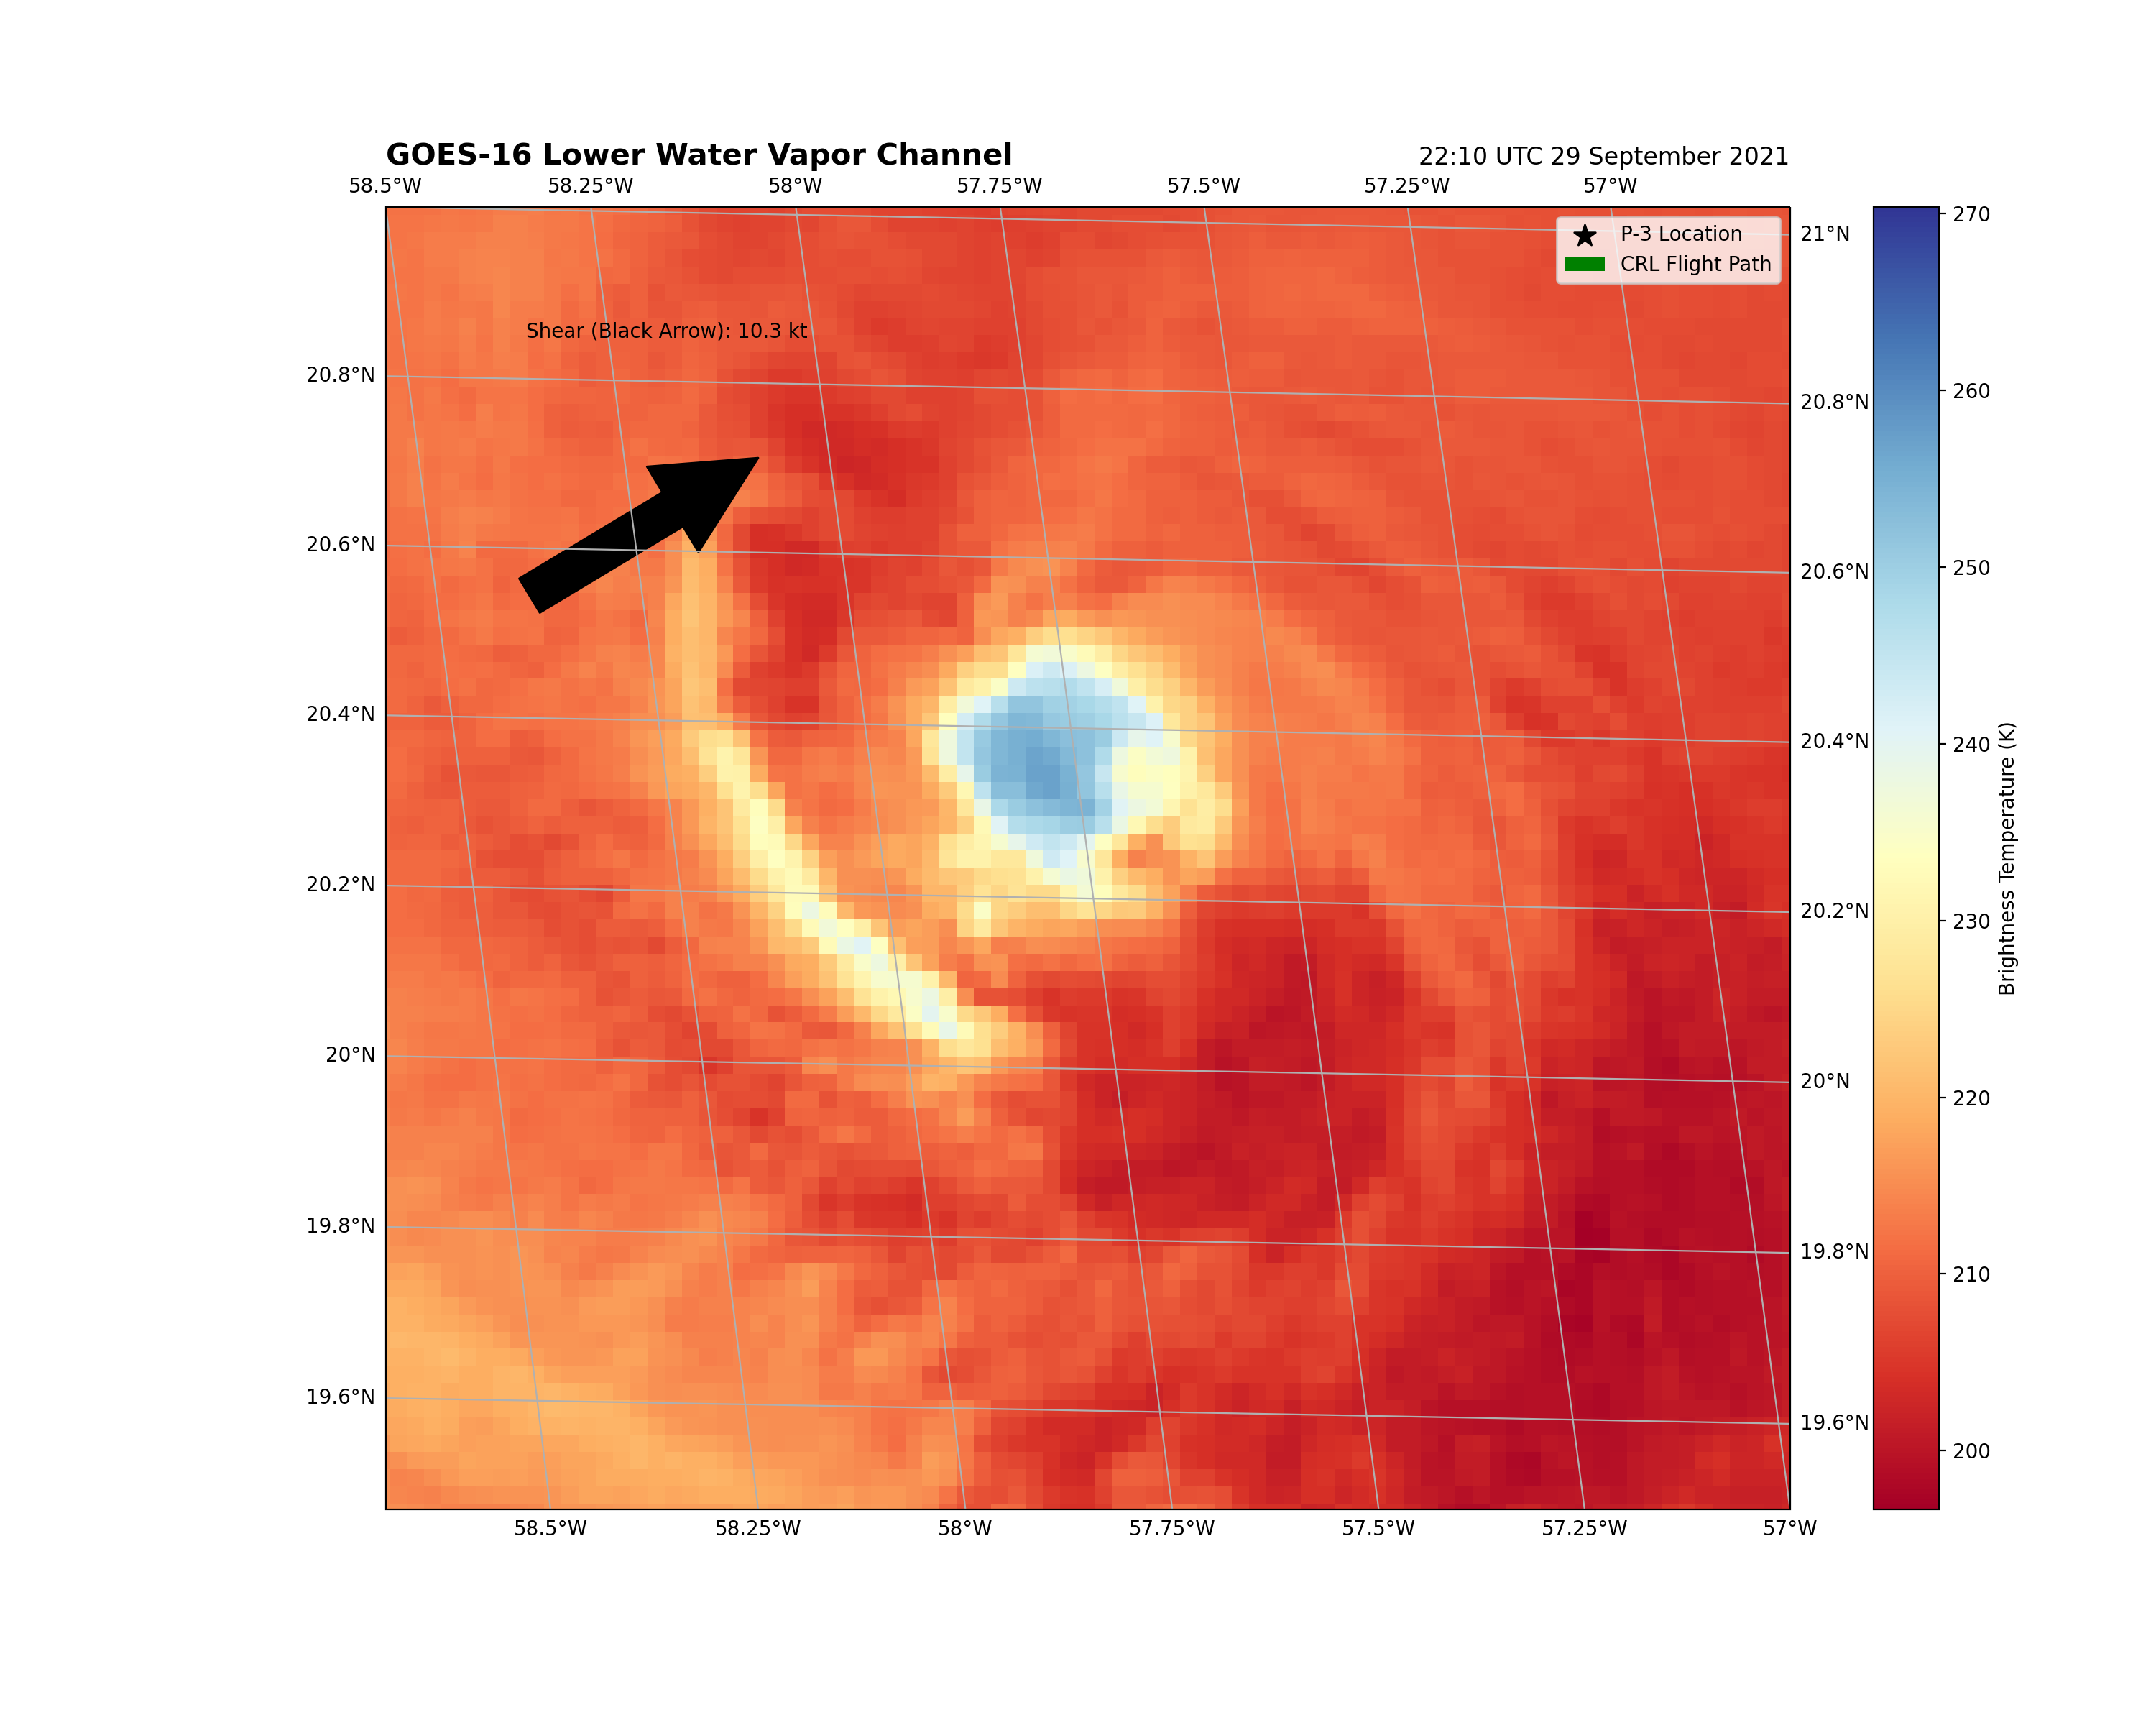 GOES-16 Lower Water Vapor Channel
22:10 UTC 29 September 2021
58.5°W 58.25°W 58°W 57.75°W 57.5°W 57.25°W 57°W
P-3 Location
CRL Flight Path
Shear (Black Arrow): 10.3 kt
20.8°N
20.6°N
20.4°N
20.2°N
20°N
19.8°N
19.6°N
21°N
20.8°N
20.6°N
20.4°N
20.2°N
20°N
19.8°N
19.6°N
58.5°W 58.25°W 58°W 57.75°W 57.5°W 57.25°W 57°W
270
260
250
240
230
220
210
200
Brightness Temperature (K)